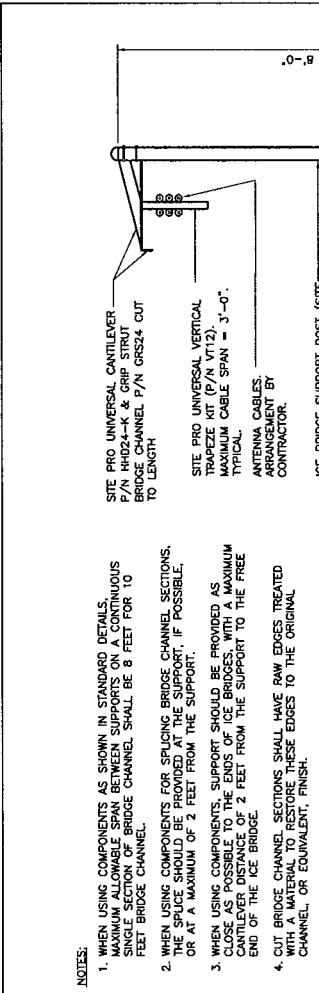 NOTES:
1. WHEN USING COMPONENTS AS SHOWN IN STANDARD DETAILS,
MAXIMUM ALLOWABLE SPAN BETWEEN SUPPORTS ON A CONTINUOUS
SINGLE SECTION OF BRIDGE CHANNEL SHALL BE 8 FEET FOR 10
FEET BRIDGE CHANNEL.
2. WHEN USING COMPONENTS FOR SPLICING BRIDGE CHANNEL SECTIONS,
THE SPLICE SHOULD BE PROVIDED AT THE SUPPORT, IF POSSIBLE,
OR AT A MAXIMUM OF 2 FEET FROM THE SUPPORT.
3. WHEN USING COMPONENTS, SUPPORT SHOULD BE PROVIDED AS
CLOSE AS POSSIBLE TO THE ENDS OF ICE BRIDGES, WITH A MAXIMUM
CANTILEVER DISTANCE OF 2 FEET FROM THE SUPPORT TO THE FREE
END OF THE ICE BRIDGE.
4. CUT BRIDGE CHANNEL SECTIONS SHALL HAVE RAW EDGES TREATED
WITH A MATERIAL TO RESTORE THESE EDGES TO THE ORIGINAL
CHANNEL, OR EQUIVALENT, FINISH.
SITE PRO UNIVERSAL CANTILEVER
P/N HHD24-K & GRIP STRUT
BRIDGE CHANNEL P/N GRS24 CUT
TO LENGTH
SITE PRO UNIVERSAL VERTICAL
TRAPEZE KIT (P/N VT12).
MAXIMUM CABLE SPAN = 3'-0".
TYPICAL.
ANTENNA CABLES.
ARRANGEMENT BY
CONTRACTOR.
ICE BRIDGE SUPPORT POST (SITE
8'-0"